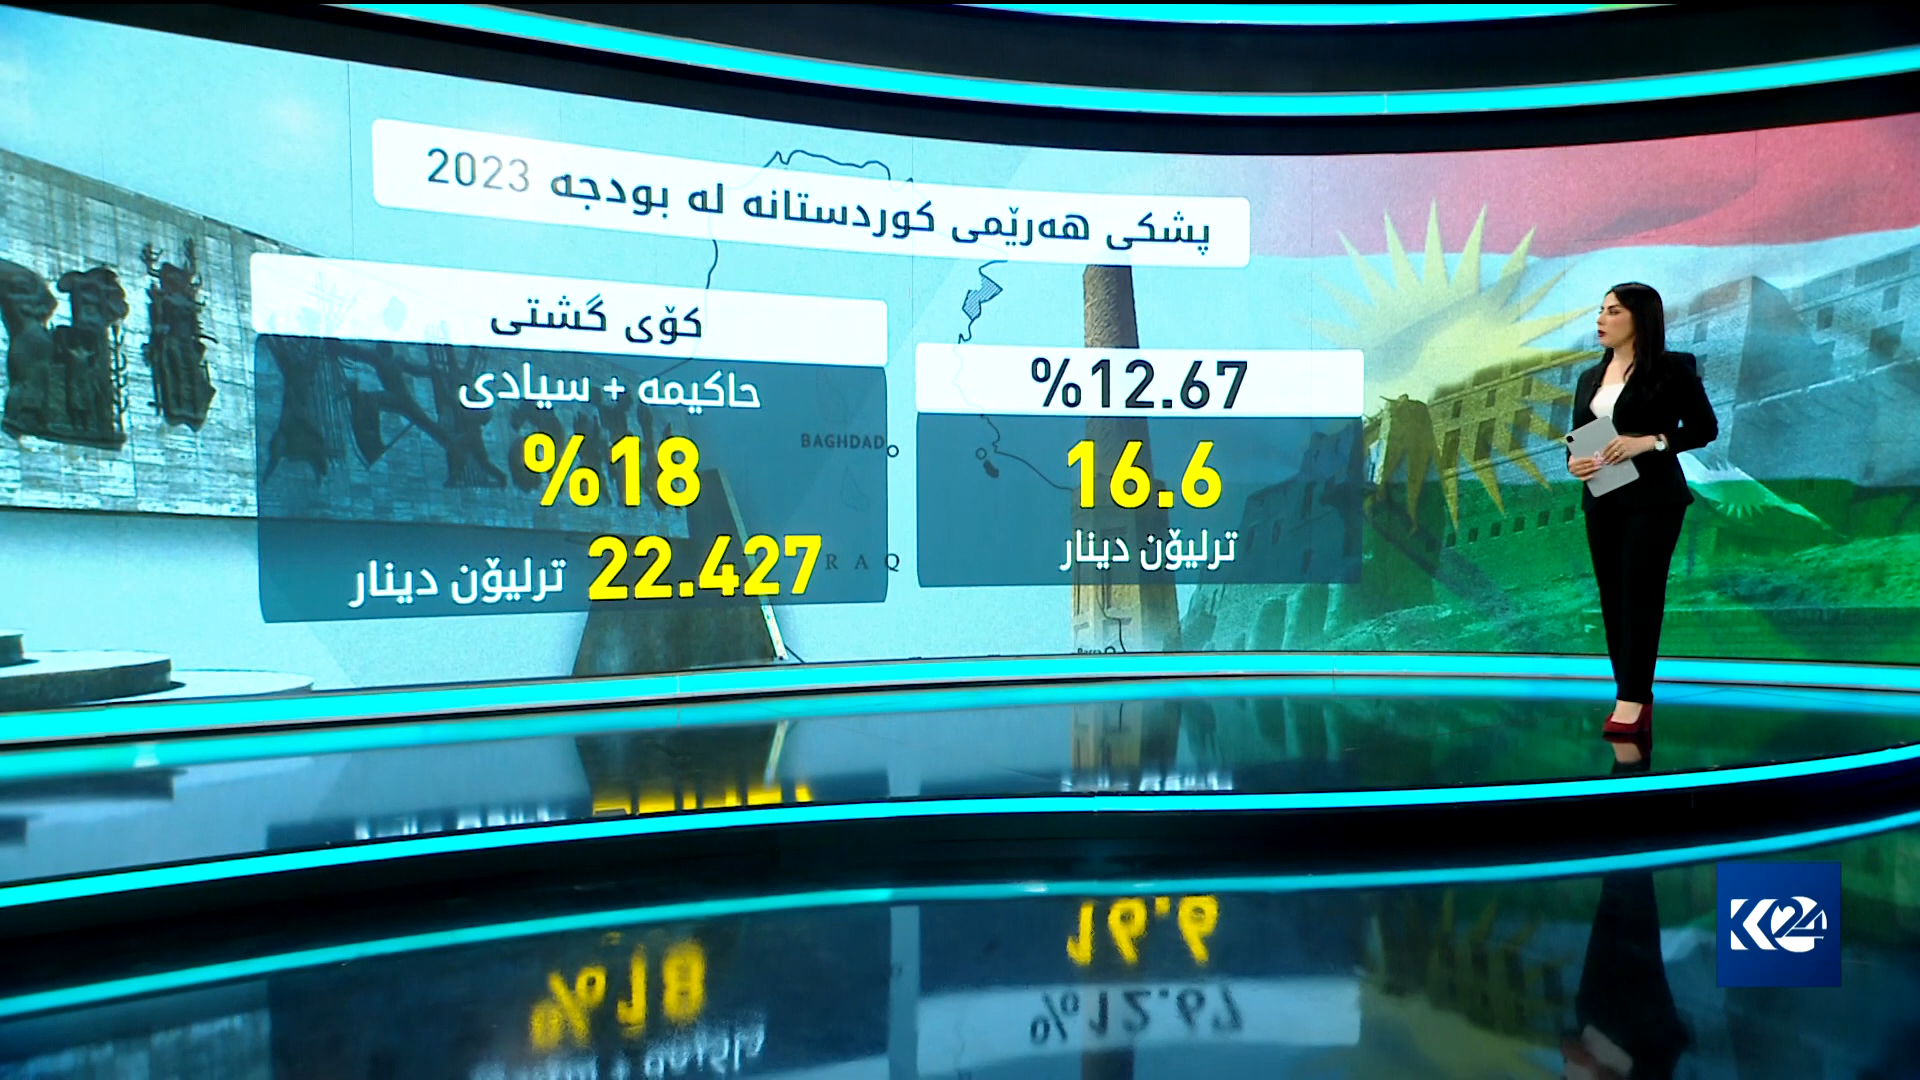 پشکی هەرێمی کوردستانە لە بودجە 2023
%12.67
16.6
ترلیۆن دینار
کۆی گشتی
حاکیمە + سیادی
%18
22.427 ترلیۆن دینار
BAGHDAD
R A Q
Basra
K24